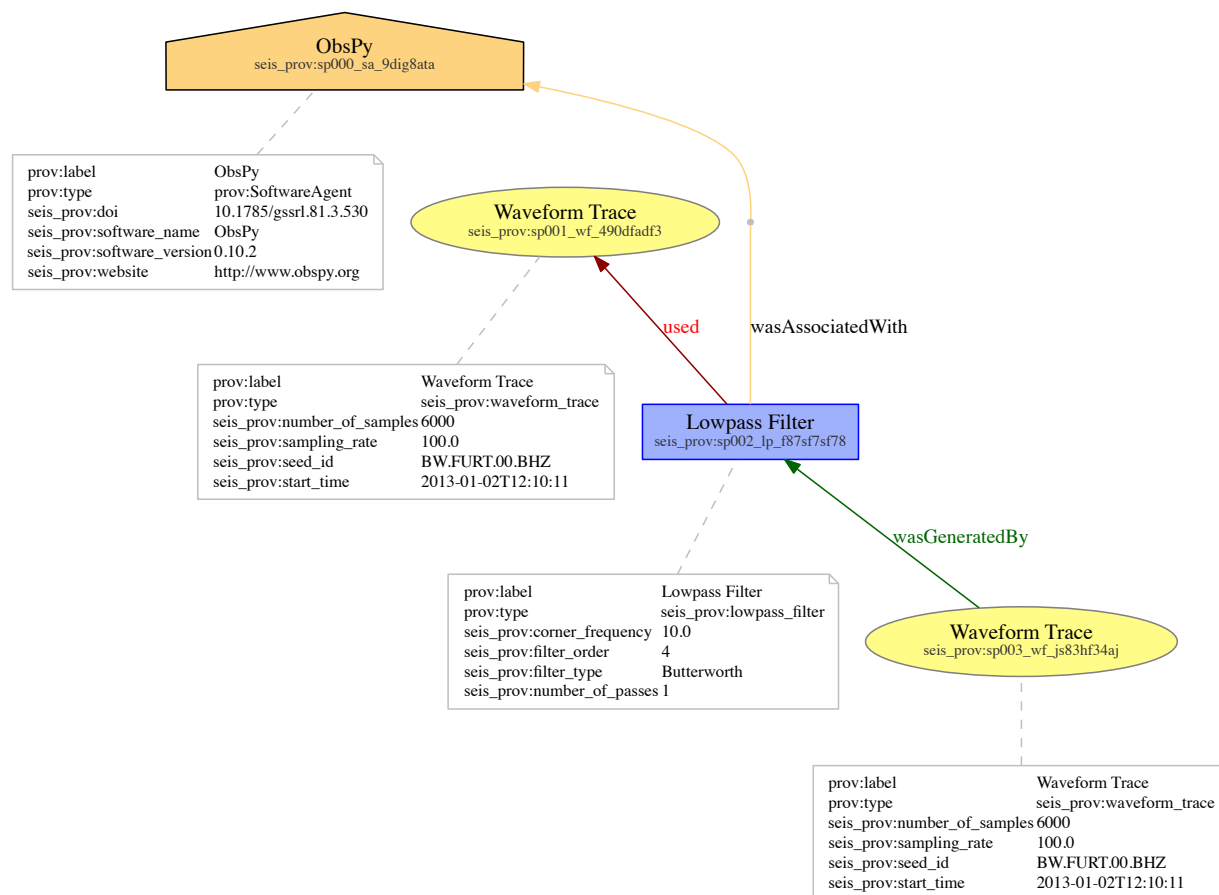 ObsPy
seis_prov:sp000_sa_9dig8ata
prov:label ObsPy
prov:type prov:SoftwareAgent
seis_prov:doi 10.1785/gssrl.81.3.530
seis_prov:software_name ObsPy
seis_prov:software_version 0.10.2
seis_prov:website http://www.obspy.org
Waveform Trace
seis_prov:sp001_wf_490dfadf3
used
wasAssociatedWith
prov:label Waveform Trace
prov:type seis_prov:waveform_trace
seis_prov:number_of_samples 6000
seis_prov:sampling_rate 100.0
seis_prov:seed_id BW.FURT.00.BHZ
seis_prov:start_time 2013-01-02T12:10:11
Lowpass Filter
seis_prov:sp002_lp_f87sf7sf78
wasGeneratedBy
prov:label Lowpass Filter
prov:type seis_prov:lowpass_filter
seis_prov:corner_frequency 10.0
seis_prov:filter_order 4
seis_prov:filter_type Butterworth
seis_prov:number_of_passes 1
Waveform Trace
seis_prov:sp003_wf_js83hf34aj
prov:label Waveform Trace
prov:type seis_prov:waveform_trace
seis_prov:number_of_samples 6000
seis_prov:sampling_rate 100.0
seis_prov:seed_id BW.FURT.00.BHZ
seis_prov:start_time 2013-01-02T12:10:11